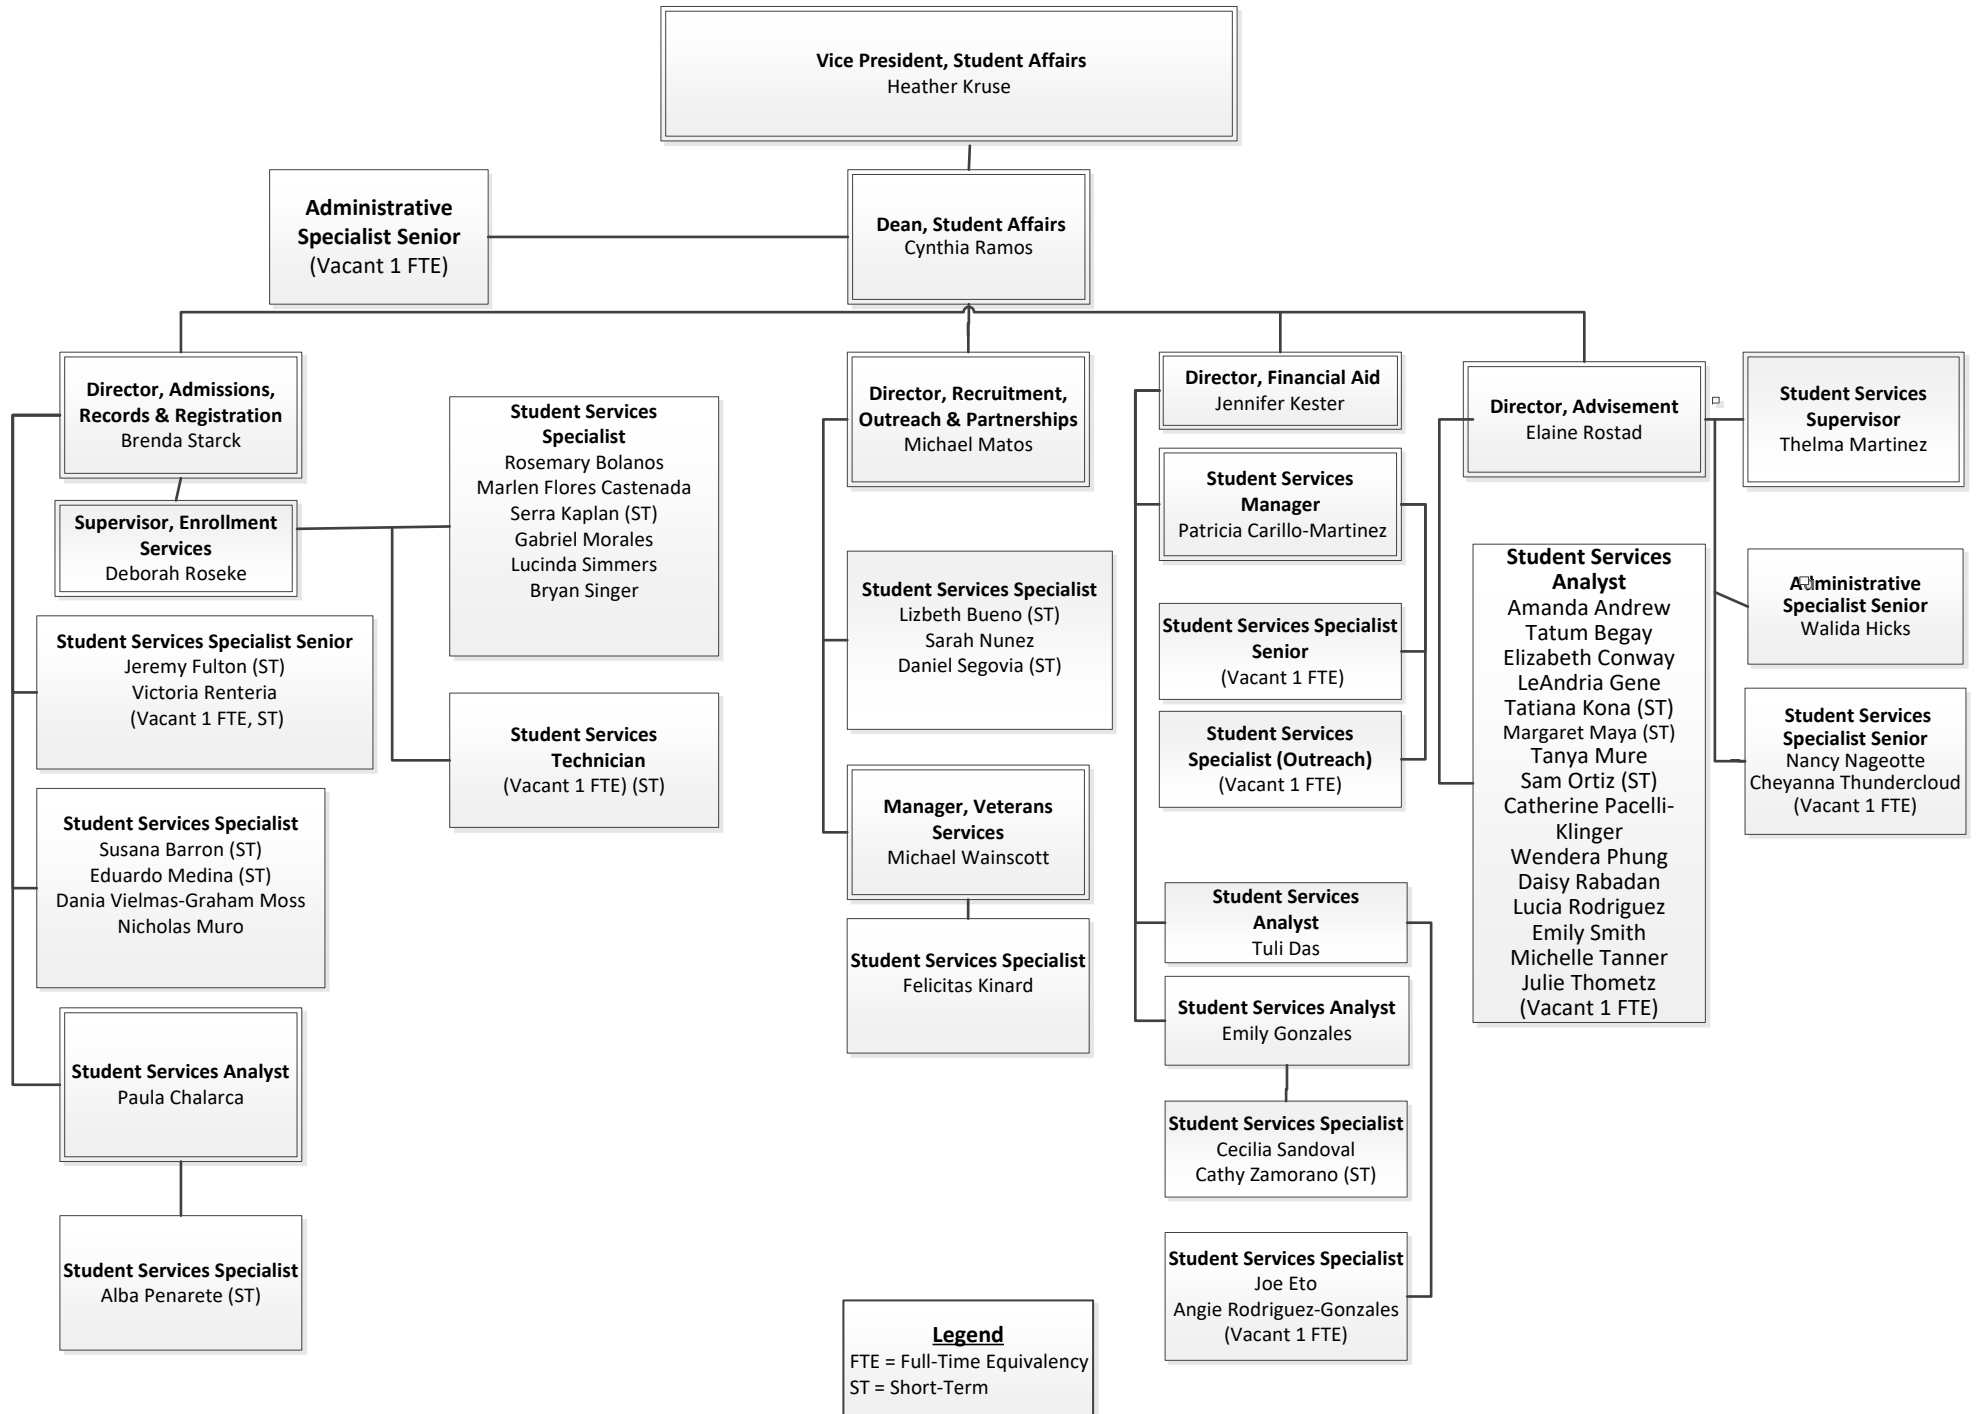 Vice President, Student Affairs
Heather Kruse
Administrative
Specialist Senior
(Vacant 1 FTE)
Dean, Student Affairs
Cynthia Ramos
Director, Admissions,
Records & Registration
Brenda Starck
Supervisor, Enrollment
Services
Deborah Roseke
Student Services
Specialist
Rosemary Bolanos
Marlen Flores Castenada
Serra Kaplan (ST)
Gabriel Morales
Lucinda Simmers
Bryan Singer
Student Services
Technician
(Vacant 1 FTE) (ST)
Student Services Specialist Senior
Jeremy Fulton (ST)
Victoria Renteria
(Vacant 1 FTE, ST)
Student Services Specialist
Susana Barron (ST)
Eduardo Medina (ST)
Dania Vielmas-Graham Moss
Nicholas Muro
Student Services Analyst
Paula Chalarca
Student Services Specialist
Alba Penarete (ST)
Director, Recruitment,
Outreach & Partnerships
Michael Matos
Student Services Specialist
Lizbeth Bueno (ST)
Sarah Nunez
Daniel Segovia (ST)
Manager, Veterans
Services
Michael Wainscott
Student Services Specialist
Felicitas Kinard
Director, Financial Aid
Jennifer Kester
Student Services
Manager
Patricia Carillo-Martinez
Student Services Specialist
Senior
(Vacant 1 FTE)
Student Services
Specialist (Outreach)
(Vacant 1 FTE)
Student Services
Analyst
Tuli Das
Student Services Analyst
Emily Gonzales
Student Services Specialist
Cecilia Sandoval
Cathy Zamorano (ST)
Student Services Specialist
Joe Eto
Angie Rodriguez-Gonzales
(Vacant 1 FTE)
Director, Advisement
Elaine Rostad
Student Services
Analyst
Amanda Andrew
Tatum Begay
Elizabeth Conway
LeAndria Gene
Tatiana Kona (ST)
Margaret Maya (ST)
Tanya Mure
Sam Ortiz (ST)
Catherine Pacelli-
Klinger
Wendera Phung
Daisy Rabadan
Lucia Rodriguez
Emily Smith
Michelle Tanner
Julie Thometz
(Vacant 1 FTE)
Student Services
Supervisor
Thelma Martinez
Administrative
Specialist Senior
Walida Hicks
Student Services
Specialist Senior
Nancy Nageotte
Cheyanna Thundercloud
(Vacant 1 FTE)
Legend
FTE = Full-Time Equivalency
ST = Short-Term